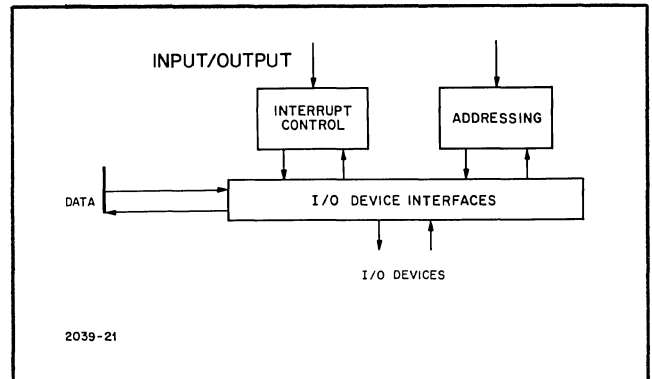 INPUT/OUTPUT
INTERRUPT
CONTROL
ADDRESSING
DATA
I/O DEVICE INTERFACES
I/O DEVICES
2039-21